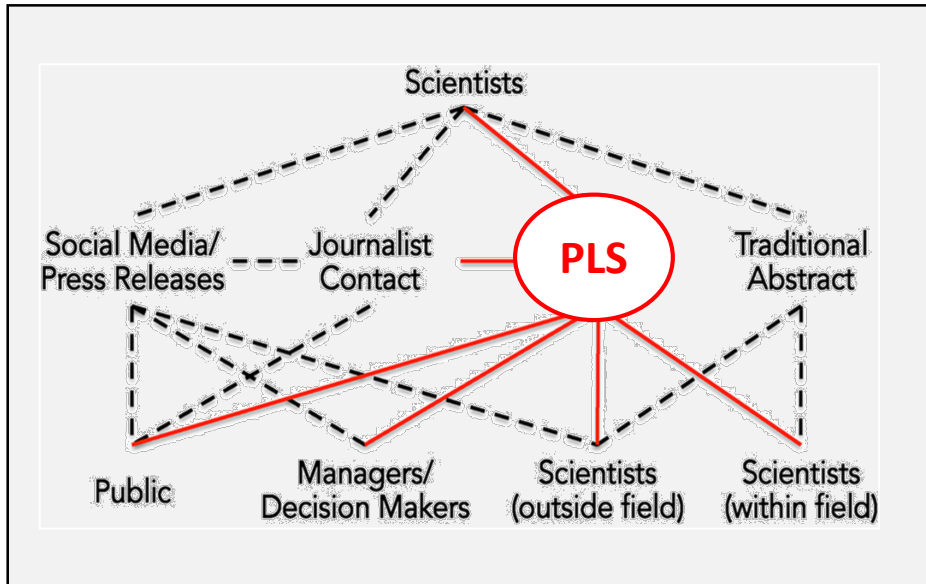 Scientists
Social Media/
Press Releases
Journalist
Contact
PLS
Traditional
Abstract
Public
Managers/
Decision Makers
Scientists
(outside field)
Scientists
(within field)